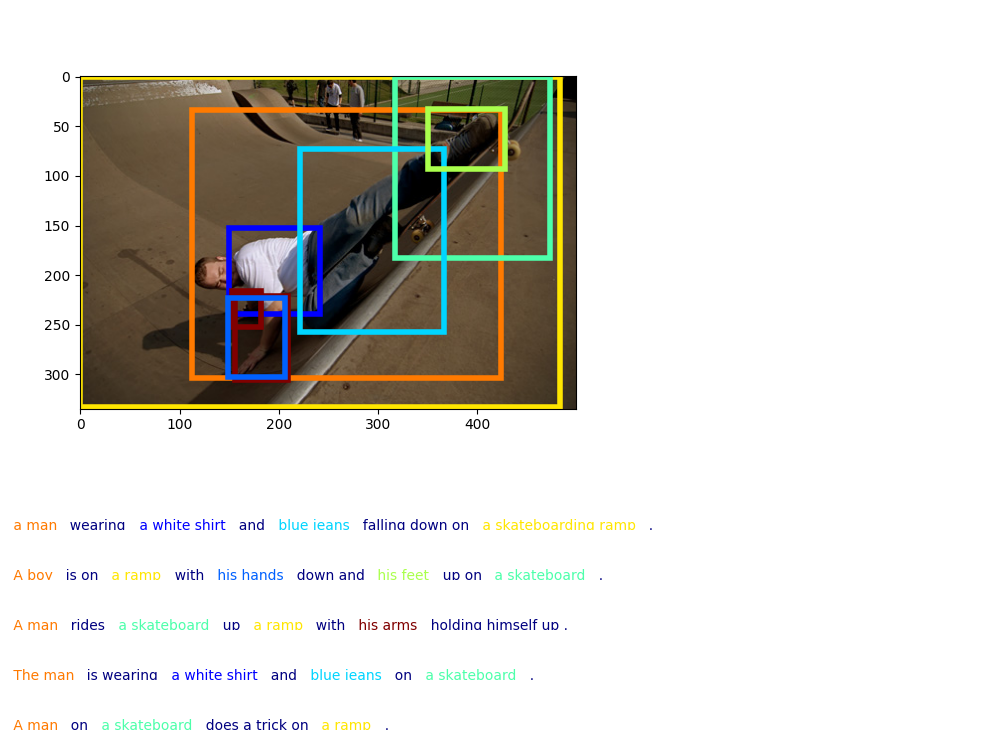 0
50
100
150
200
250
300
0 100 200 300 400
a man wearing a white shirt and blue jeans falling down on a skateboarding ramp .
A boy is on a ramp with his hands down and his feet up on a skateboard .
A man rides a skateboard up a ramp with his arms holding himself up .
The man is wearing a white shirt and blue jeans on a skateboard .
A man on a skateboard does a trick on a ramp .